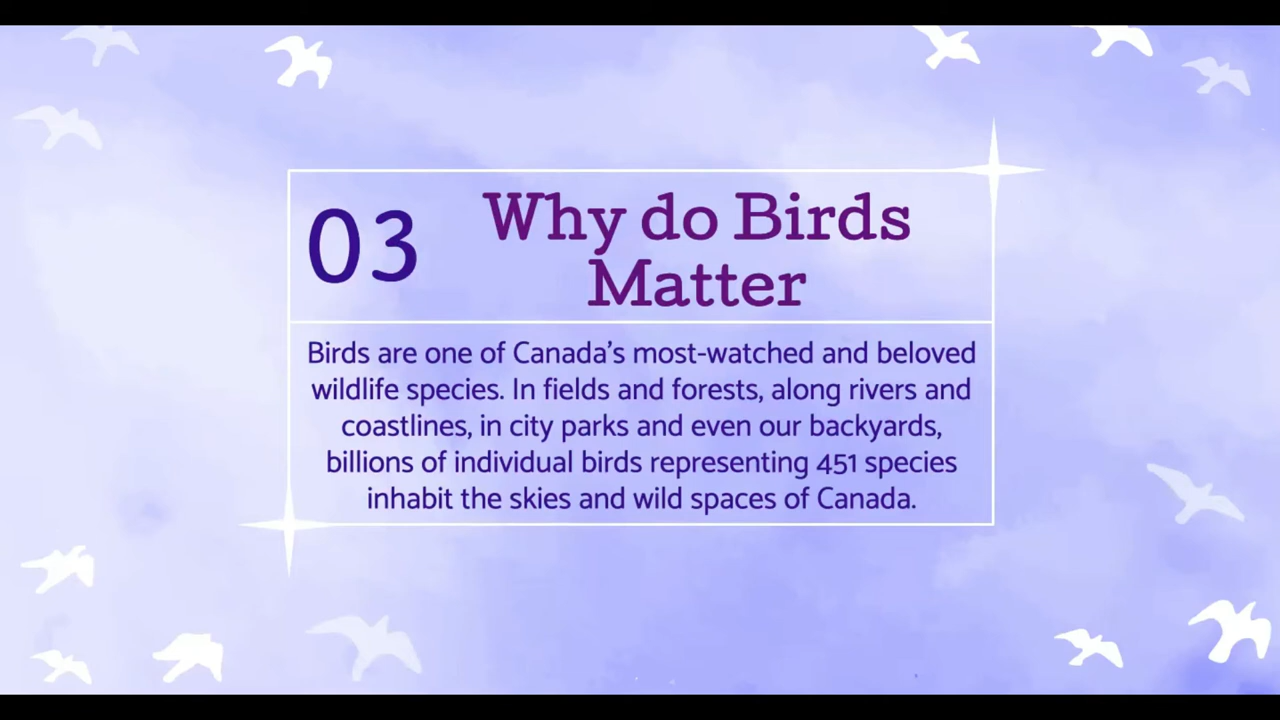 03
Why do Birds
Matter
Birds are one of Canada's most-watched and beloved
wildlife species. In fields and forests, along rivers and
coastlines, in city parks and even our backyards,
billions of individual birds representing 451 species
inhabit the skies and wild spaces of Canada.